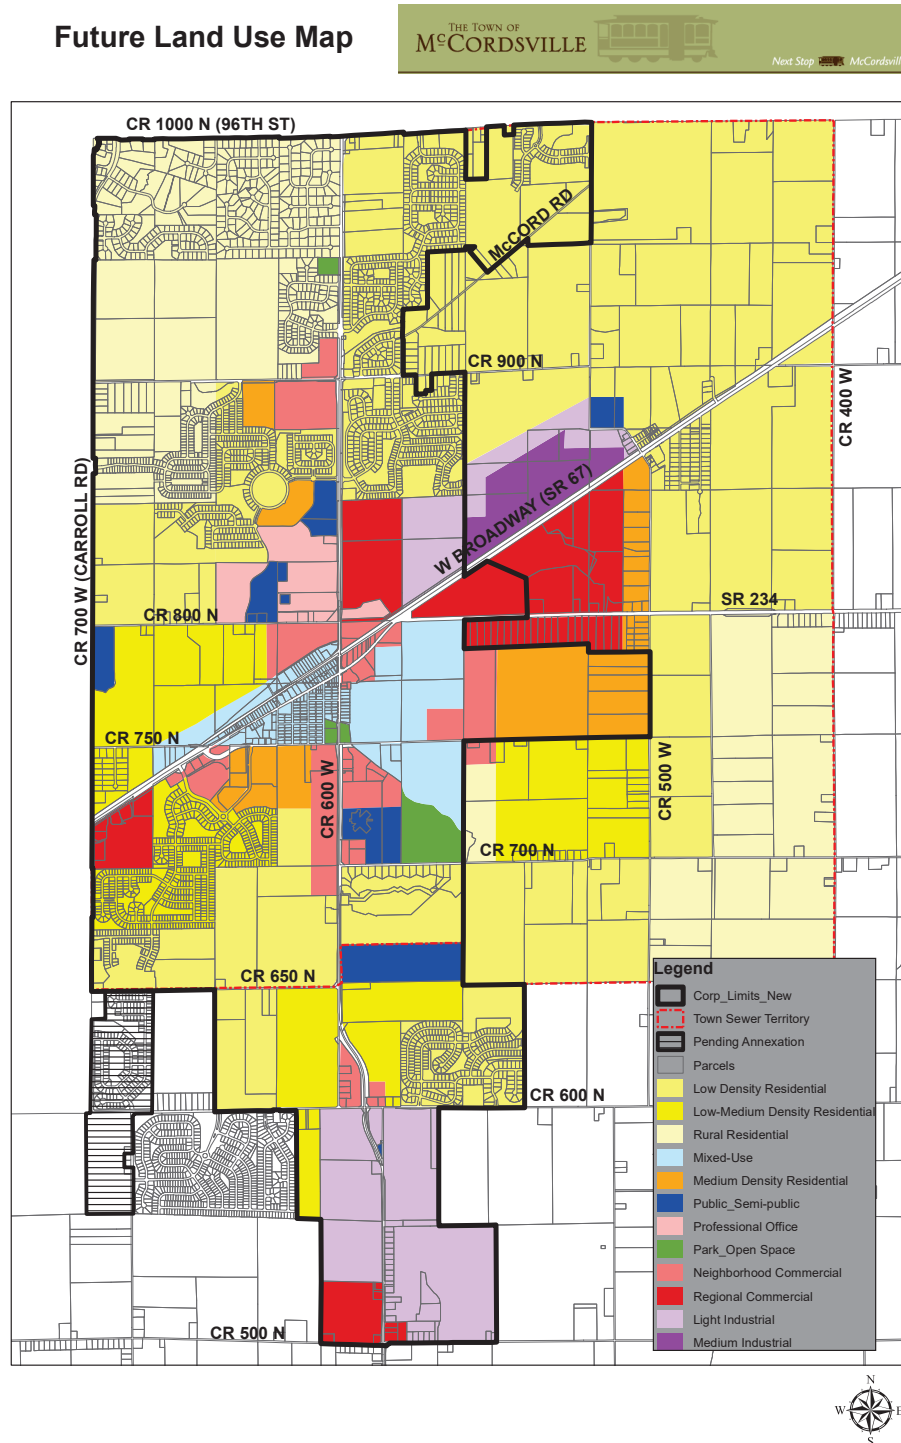 Future Land Use Map
THE TOWN OF
McCORDSVILLE
Next Stop McCordsvill
CR 1000 N (96TH ST)
McCORD RD
CR 900 N
CR 400 W
CR 700 W (CARROLL RD)
W BROADWAY (SR 67)
SR 234
CR 800 N
CR 750 N
CR 600 W
CR 500 W
CR 700 N
CR 650 N
CR 600 N
CR 500 N
Legend
Corp_Limits_New
Town Sewer Territory
Pending Annexation
Parcels
Low Density Residential
Low-Medium Density Residential
Rural Residential
Mixed-Use
Medium Density Residential
Public_Semi-public
Professional Office
Park_Open Space
Neighborhood Commercial
Regional Commercial
Light Industrial
Medium Industrial
N
W E
S